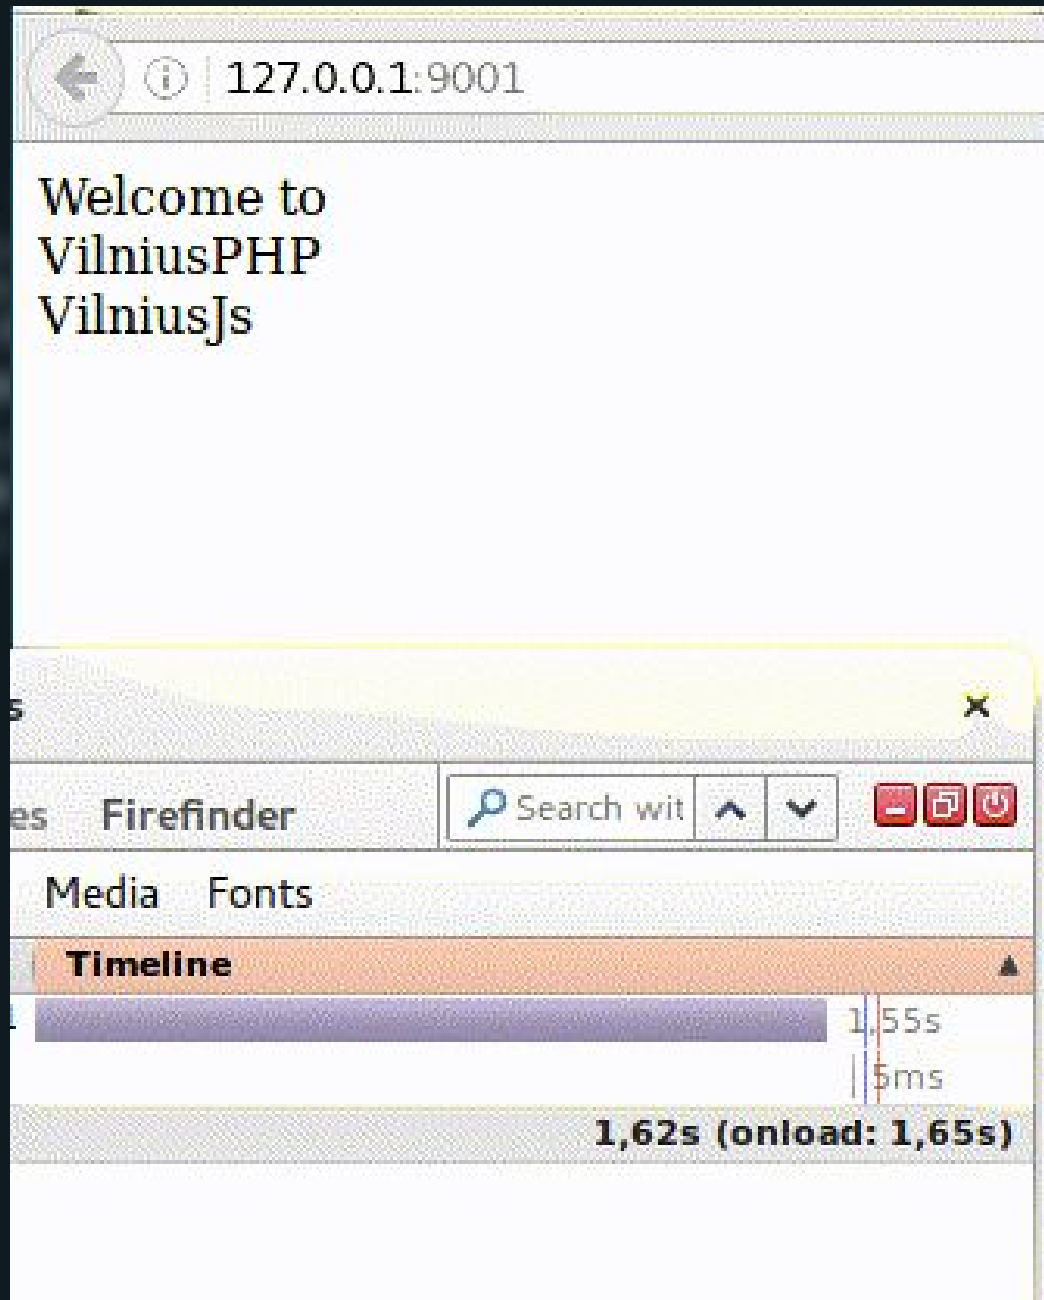 127.0.0.1:9001
Welcome to
VilniusPHP
VilniusJs
s
es Firefinder Search wit
Media Fonts
Timeline
1,55s
5ms
1,62s (onload: 1,65s)